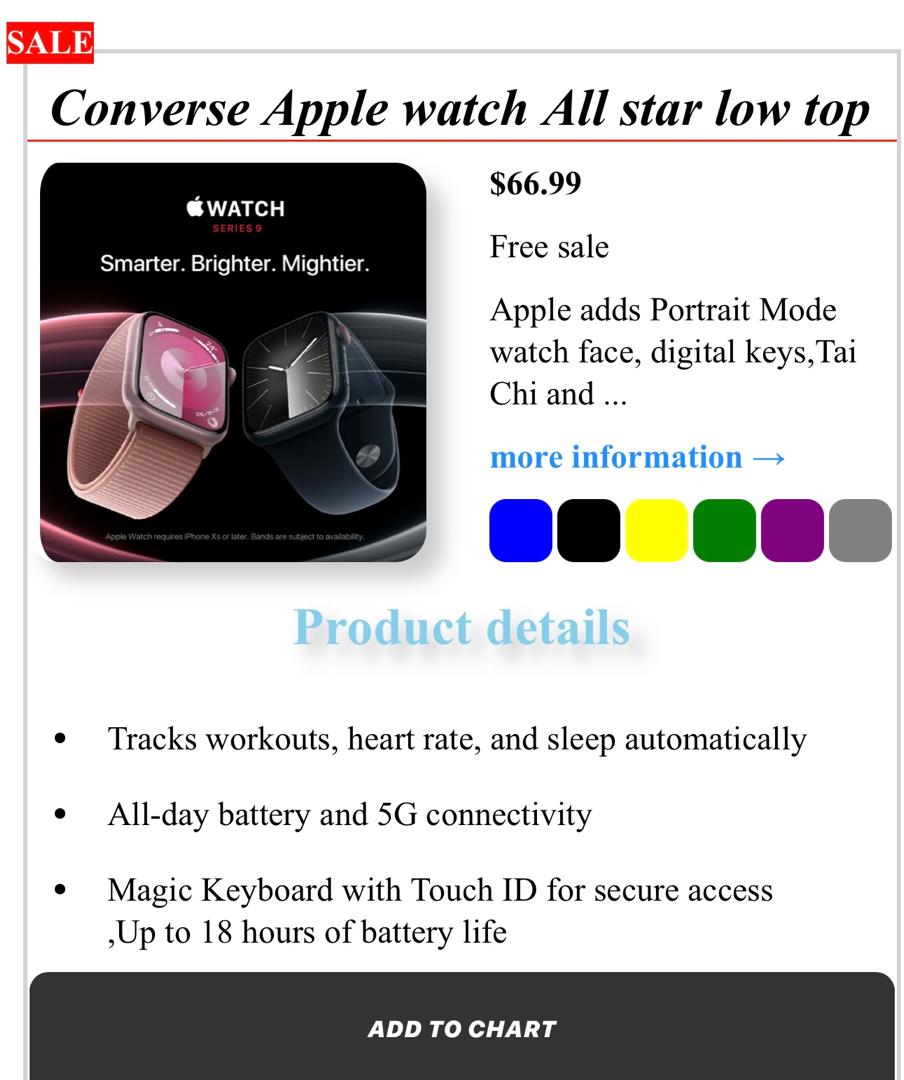 SALE
Converse Apple watch All star low top
WATCH
SERIES 9
Smarter. Brighter. Mightier.
Apple Watch requires iPhone Xs or later. Bands are subject to availability.
$66.99
Free sale
Apple adds Portrait Mode
watch face, digital keys,Tai
Chi and ...
more information →
Product details
• Tracks workouts, heart rate, and sleep automatically
• All-day battery and 5G connectivity
• Magic Keyboard with Touch ID for secure access
,Up to 18 hours of battery life
ADD TO CHART